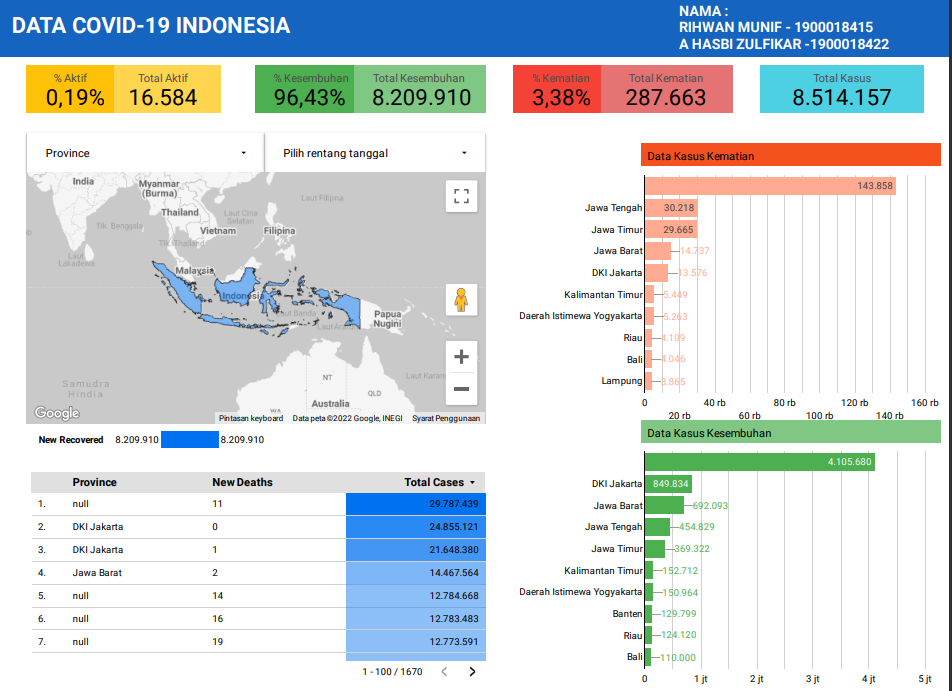 DATA COVID-19 INDONESIA
NAMA :
RIHWAN MUNIF - 1900018415
A HASBI ZULFIKAR -1900018422
% Aktif
0,19%
Total Aktif
16.584
% Kesembuhan
96,43%
Total Kesembuhan
8.209.910
% Kematian
3,38%
Total Kematian
287.663
Total Kasus
8.514.157
Province
Pilih rentang tanggal
India
Myanmar
(Burma)
Thailand
Vietnam
Laut Cina
Selatan
Laut Filipina
Filipina
Tlk. Benggala
Tlk. Thailand
Laut
Lakadewa
Malaysia
Indonesia
Laut Banda
Laut Arafura
Papua
Nugini
Samudra
Hindia
NT
QLD
WA
Australia
Laut Karang
Google
Pintasan keyboard
Data peta ©2022 Google, INEGI
Syarat Penggunaan
New Recovered 8.209.910 8.209.910
Province New Deaths Total Cases
1. null 11 29.787.439
2. DKI Jakarta 0 24.855.121
3. DKI Jakarta 1 21.648.380
4. Jawa Barat 2 14.467.564
5. null 14 12.784.668
6. null 16 12.783.483
7. null 19 12.773.591
1 - 100 / 1670
Data Kasus Kematian
143.858
Jawa Tengah 30.218
Jawa Timur 29.665
Jawa Barat 14.737
DKI Jakarta 13.576
Kalimantan Timur 5.449
Daerah Istimewa Yogyakarta 5.263
Riau 4.109
Bali 4.046
Lampung 3.865
0 40 rb 80 rb 120 rb 160 rb
20 rb 60 rb 100 rb 140 rb
Data Kasus Kesembuhan
4.105.680
DKI Jakarta 849.834
Jawa Barat 692.093
Jawa Tengah 454.829
Jawa Timur 369.322
Kalimantan Timur 152.712
Daerah Istimewa Yogyakarta 150.964
Banten 129.799
Riau 124.120
Bali 110.000
0 1 jt 2 jt 3 jt 4 jt 5 jt